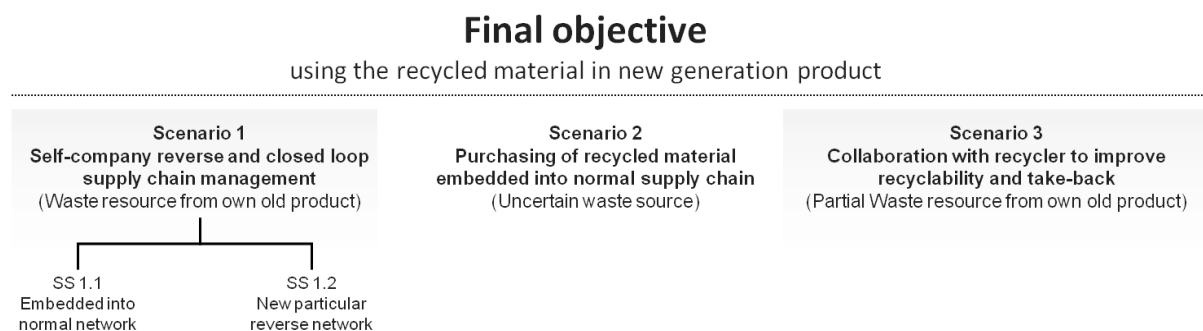 Final objective
using the recycled material in new generation product
Scenario 1
Self-company reverse and closed loop
supply chain management
(Waste resource from own old product)
SS 1.1
Embedded into
normal network
SS 1.2
New particular
reverse network
Scenario 2
Purchasing of recycled material
embedded into normal supply chain
(Uncertain waste source)
Scenario 3
Collaboration with recycler to improve
recyclability and take-back
(Partial Waste resource from own old product)